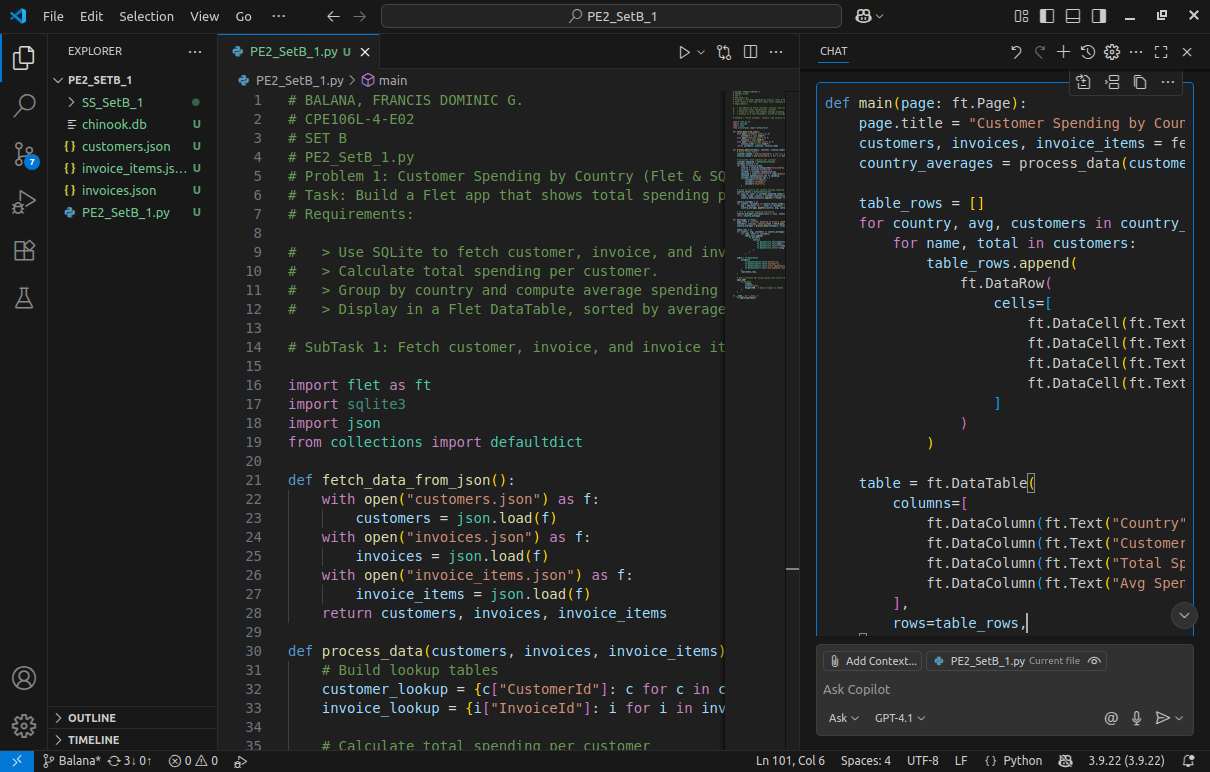 File Edit Selection View Go ··· PE2_SetB_1
EXPLORER ···
PE2_SETB_1
SS_SetB_1
chinook.db U
customers.json U
invoice_items.js... U
invoices.json U
PE2_SetB_1.py U
7
OUTLINE
TIMELINE
PE2_SetB_1.py U
PE2_SetB_1.py > main
1 # BALANA, FRANCIS DOMINIC G.
2 # CPE106L-4-E02
3 # SET B
4 # PE2_SetB_1.py
5 # Problem 1: Customer Spending by Country (Flet & SQ
6 # Task: Build a Flet app that shows total spending p
7 # Requirements:
8
9 #   > Use SQLite to fetch customer, invoice, and inv
10 #   > Calculate total spending per customer.
11 #   > Group by country and compute average spending
12 #   > Display in a Flet DataTable, sorted by average
13
14 # SubTask 1: Fetch customer, invoice, and invoice it
15
16 import flet as ft
17 import sqlite3
18 import json
19 from collections import defaultdict
20
21 def fetch_data_from_json():
22     with open("customers.json") as f:
23         customers = json.load(f)
24     with open("invoices.json") as f:
25         invoices = json.load(f)
26     with open("invoice_items.json") as f:
27         invoice_items = json.load(f)
28     return customers, invoices, invoice_items
29
30 def process_data(customers, invoices, invoice_items)
31     # Build lookup tables
32     customer_lookup = {c["CustomerId"]: c for c in c
33     invoice_lookup = {i["InvoiceId"]: i for i in inv
34
35     # Calculate total spending per customer
CHAT
def main(page: ft.Page):
    page.title = "Customer Spending by Coun
    customers, invoices, invoice_items = fe
    country_averages = process_data(custome
    table_rows = []
    for country, avg, customers in country_
        for name, total in customers:
            table_rows.append(
                ft.DataRow(
                    cells=[
                        ft.DataCell(ft.Text
                        ft.DataCell(ft.Text
                        ft.DataCell(ft.Text
                        ft.DataCell(ft.Text
                    ]
                )
            )
    table = ft.DataTable(
        columns=[
            ft.DataColumn(ft.Text("Country"
            ft.DataColumn(ft.Text("Customer
            ft.DataColumn(ft.Text("Total Sp
            ft.DataColumn(ft.Text("Avg Spen
        ],
        rows=table_rows,
Add Context... PE2_SetB_1.py Current file
Ask Copilot
Ask GPT-4.1 @
Balana* 3↓ 0↑ 0 0 Ln 101, Col 6 Spaces: 4 UTF-8 LF {} Python 3.9.22 (3.9.22)